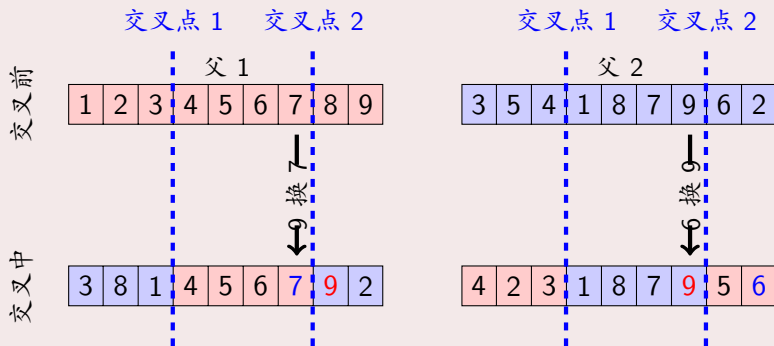 交叉点 1 交叉点 2 交叉点 1 交叉点 2
父 1 父 2
交叉前
1 2 3 4 5 6 7 8 9
3 5 4 1 8 7 9 6 2
9 换 7
6 换 9
交叉中
3 8 1 4 5 6 7 9 2
4 2 3 1 8 7 9 5 6